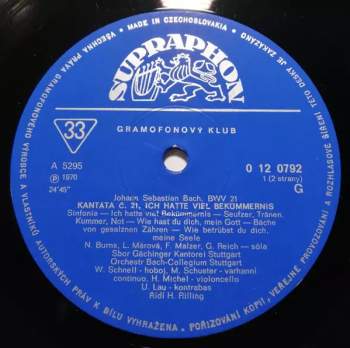 • MADE IN CZECHOSLOVAKIA •
VŠECHNA PRÁVA GRAMOFONOVÉHO VÝROBCE A VLASTNÍKŮ AUTORSKÝCH PRÁV K DÍLU VYHRAŽENA. POŘIZOVÁNÍ KOPIÍ, VEŘEJNÉ PROVOZOVÁNÍ A ROZHLASOVÉ ŠÍŘENÍ TÉTO DESKY JE ZAKÁZÁNO
SUPRAPHON
33
GRAMOFONOVÝ KLUB
A 5295
℗ 1970
24'45"
0 12 0792
1 (2 strany)
G
Johann Sebastian Bach, BWV 21
KANTATA Č. 21, ICH HATTE VIEL BEKÜMMERNIS
Sinfonia — Ich hatte viel Bekümmernis — Seufzer, Tränen,
Kummer, Not — Wie hast du dich, mein Gott — Bäche
von gesalznen Zähren — Wie betrübst du dich,
meine Seele
N. Burns, L. Márová, F. Malzer, G. Reich — sóla
Sbor Gächinger Kantorei Stuttgart
Orchestr Bach-Collegium Stuttgart
W. Schnell - hoboj, M. Schuster - varhanní
continuo, H. Michel - violoncello
U. Lau - kontrabas
Řídí H. Rilling